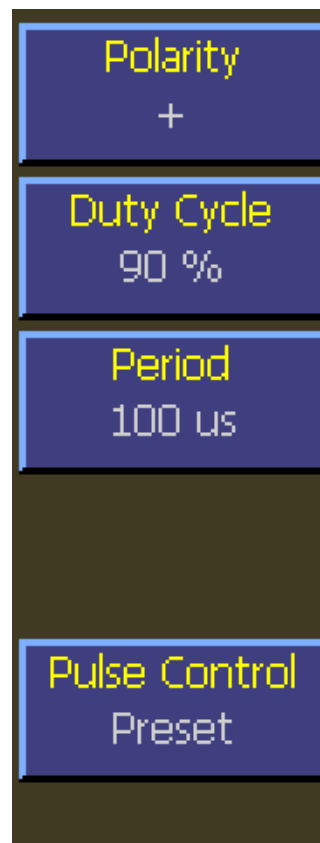 Polarity
+
Duty Cycle
90 %
Period
100 us
Pulse Control
Preset